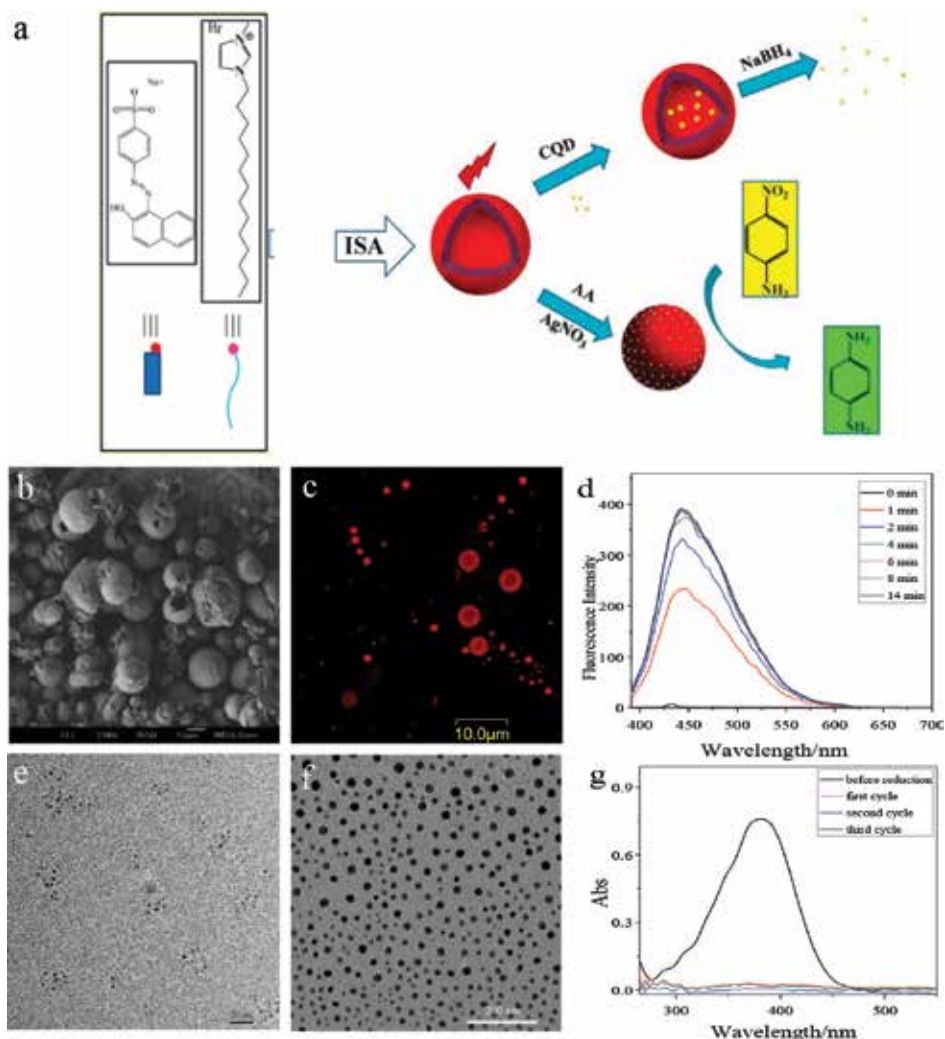 a
Br
⊕
Na+
O
O
O
N
N
HO
ISA
CQD
NaBH₄
AA
AgNO₃
NO₂
NH₂
NH₂
NH₂
b
c
10.0μm
d
Fluorescence Intensity
400
300
200
100
0
400
450
500
550
600
650
700
Wavelength/nm
0 min
1 min
2 min
4 min
6 min
8 min
14 min
e
f
g
Abs
0.9
0.6
0.3
0.0
300
400
500
Wavelength/nm
before reduction
first cycle
second cycle
third cycle